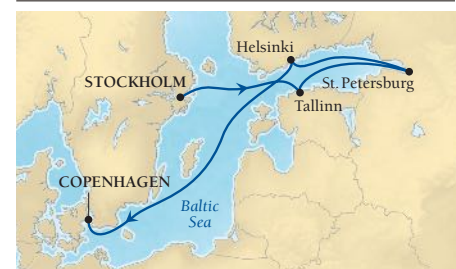 Helsinki
STOCKHOLM
St. Petersburg
Tallinn
COPENHAGEN
Baltic
Sea